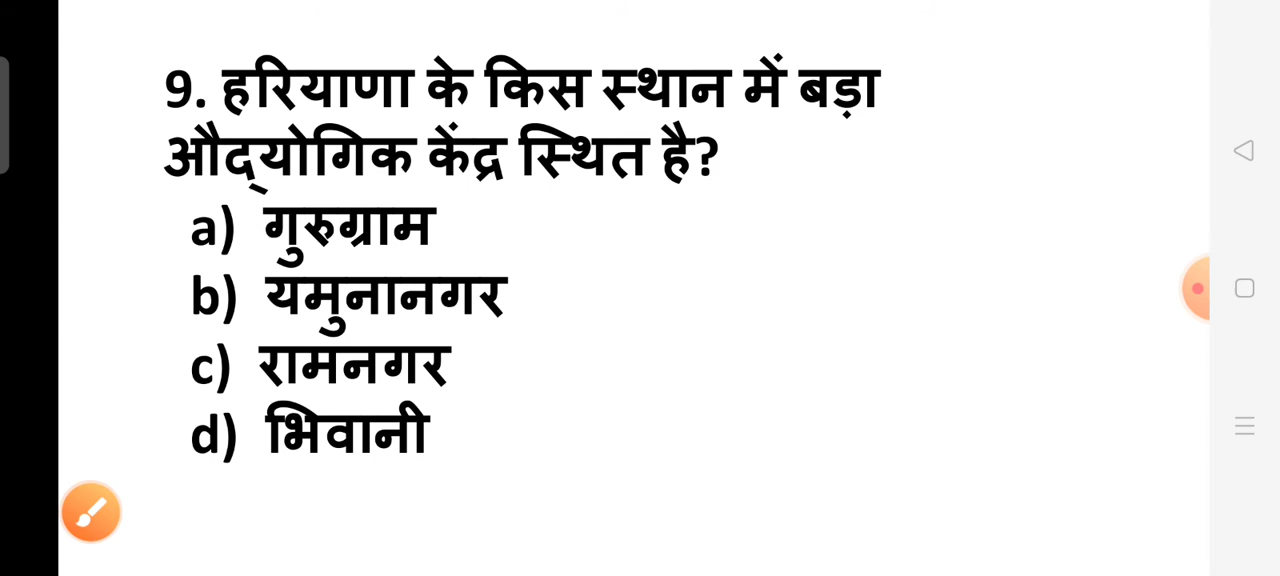 9. हरियाणा के किस स्थान में बड़ा
औद्योगिक केंद्र स्थित है?
a) गुरुग्राम
b) यमुनानगर
c) रामनगर
d) भिवानी